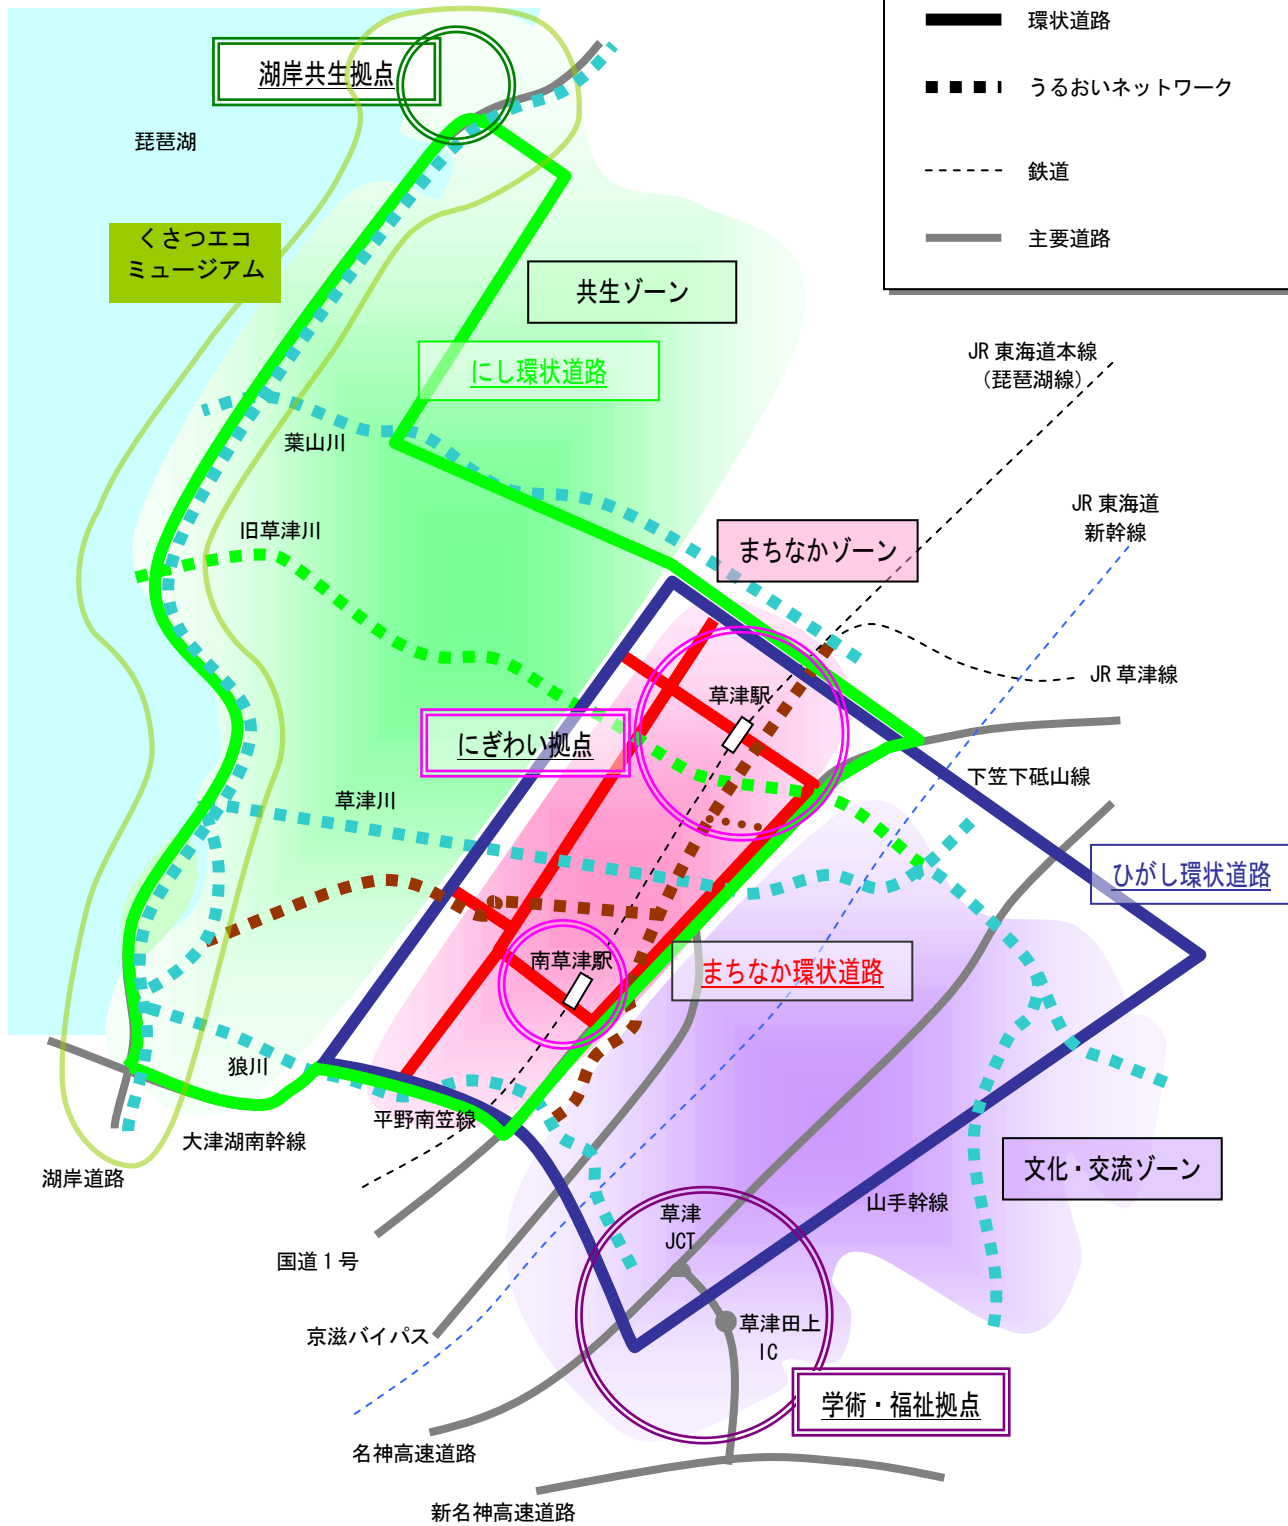 環状道路
うるおいネットワーク
鉄道
主要道路
湖岸共生拠点
琵琶湖
くさつエコ
ミュージアム
共生ゾーン
にし環状道路
JR東海道本線
(琵琶湖線)
葉山川
JR東海道
新幹線
旧草津川
まちなかゾーン
JR草津線
草津駅
にぎわい拠点
下笠下砥山線
草津川
ひがし環状道路
南草津駅
まちなか環状道路
狼川
平野南笠線
大津湖南幹線
湖岸道路
文化・交流ゾーン
山手幹線
草津
JCT
国道1号
京滋バイパス
草津田上
IC
学術・福祉拠点
名神高速道路
新名神高速道路